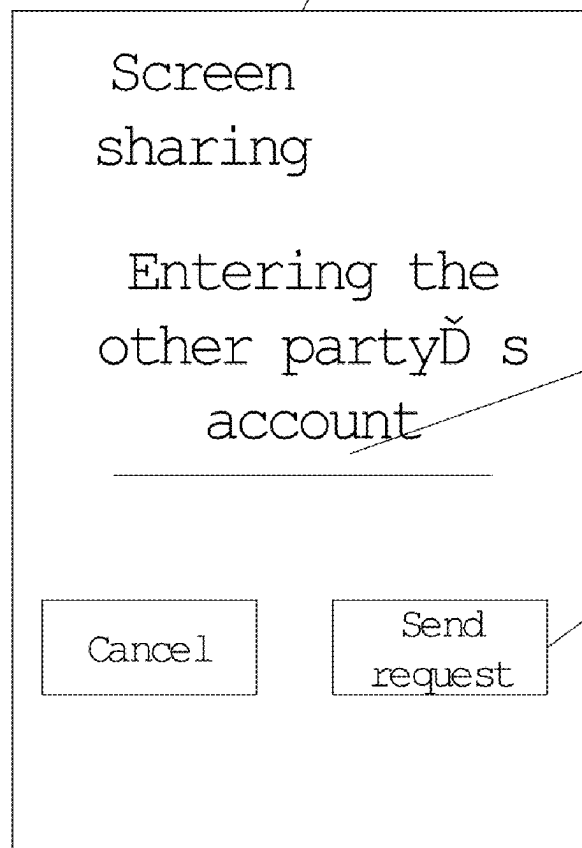 Screen
sharing
Entering the
other partyĎ s
account
Cancel
Send
request